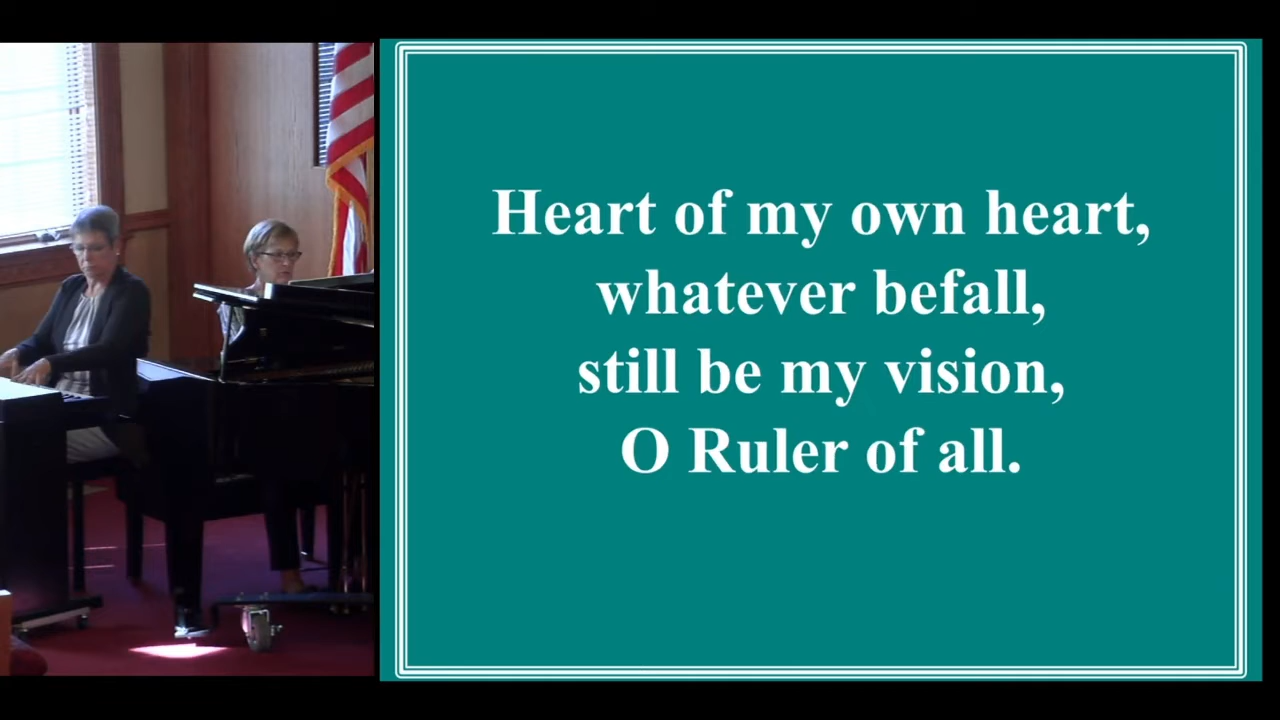 Heart of my own heart,
whatever befall,
still be my vision,
O Ruler of all.